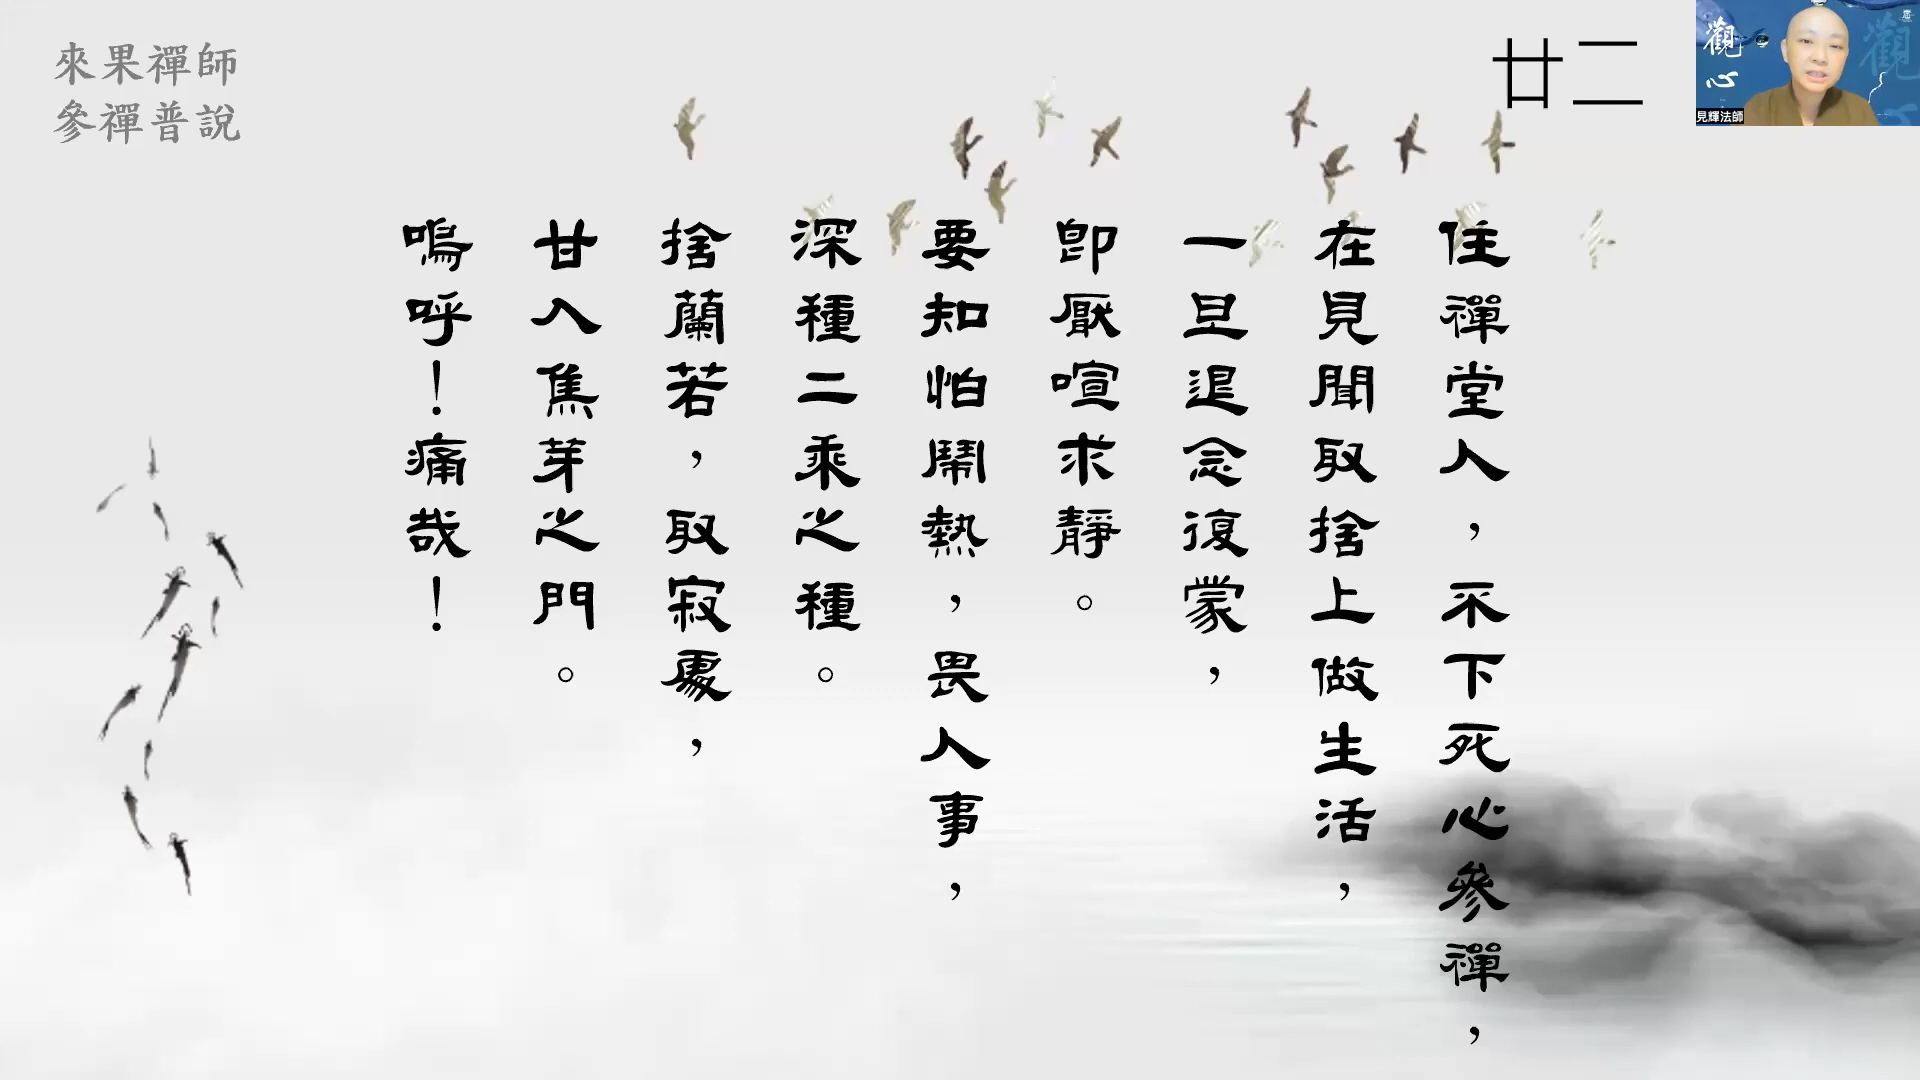 來果禪師
參禪普說
廿二
觀心
觀
見輝法師
住禪堂人，不下死心參禪，
在見聞取捨上做生活，
一旦退念復蒙，
卽厭喧求靜。
要知怕鬧熱，畏人事，
深種二乘之種。
捨蘭若，取寂處，
甘入焦芽之門。
嗚呼！痛哉！